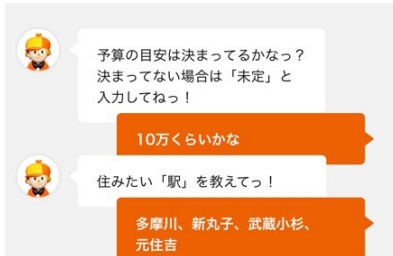 予算の目安は決まってるかなっ？
決まってない場合は「未定」と
入力してねっ！
10万くらいかな
住みたい「駅」を教えてっ！
多摩川、新丸子、武蔵小杉、
元住吉